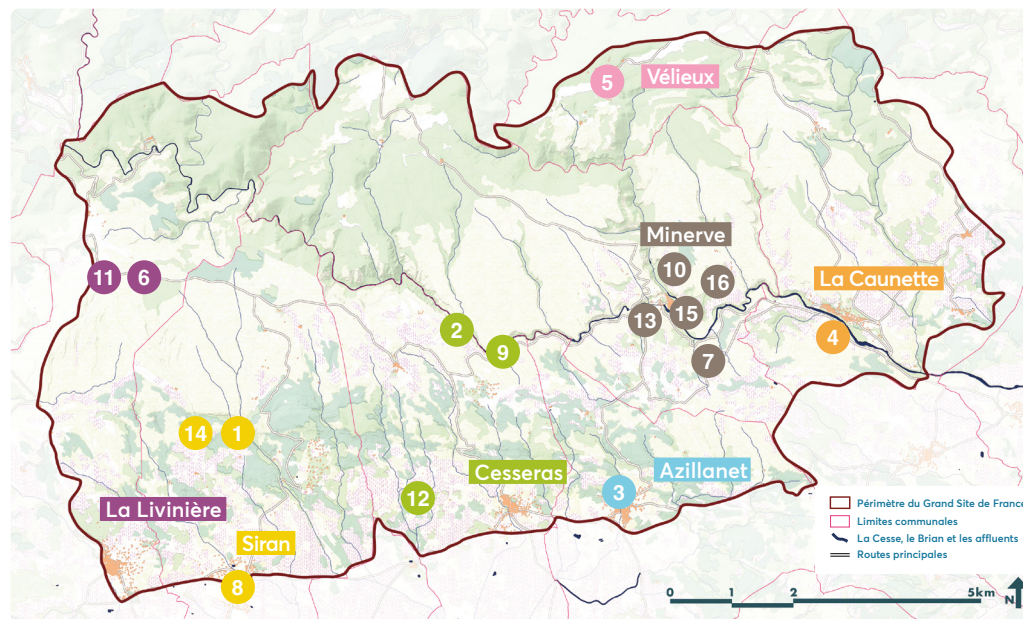 5
Vélieux
Minerve
11
6
10
16
La Caunette
2
13
15
4
9
7
14
1
Cesseras
Azillanet
12
3
La Livinière
Siran
8
Périmètre du Grand Site de France
Limites communales
La Cesse, le Brian et les affluents
Routes principales
0 1 2 5km
N